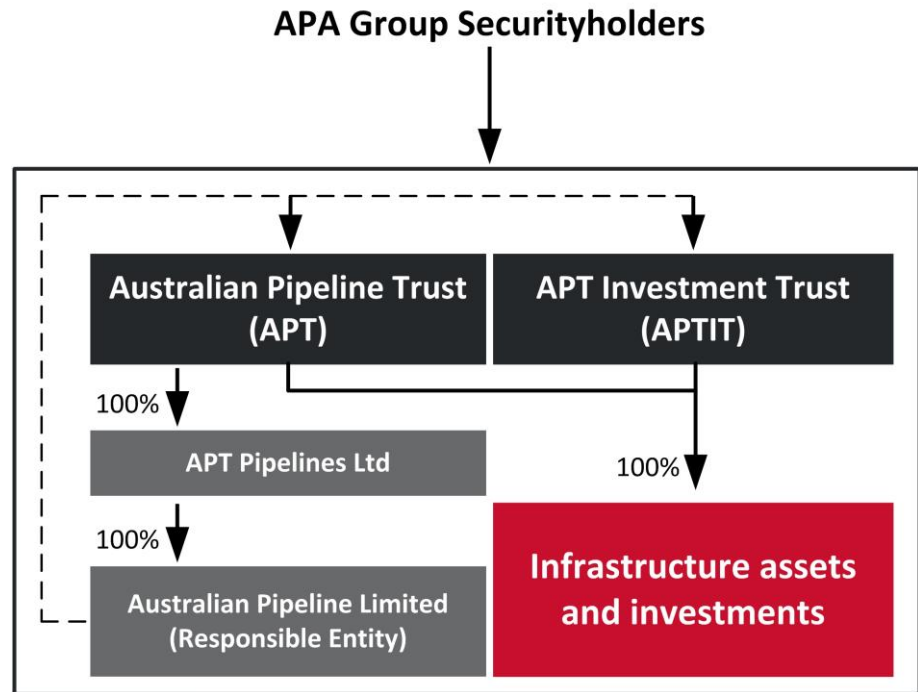 APA Group Securityholders
Australian Pipeline Trust
(APT)
APT Investment Trust
(APTIT)
100%
APT Pipelines Ltd
100%
100%
Australian Pipeline Limited
(Responsible Entity)
Infrastructure assets
and investments